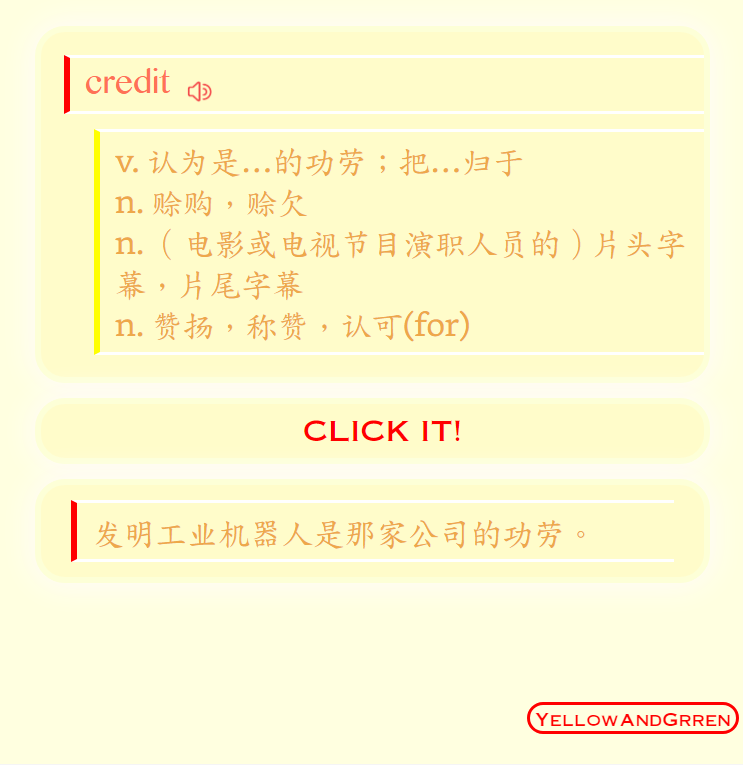 credit
v. 认为是...的功劳；把...归于
n. 赊购，赊欠
n. （电影或电视节目演职人员的）片头字
幕，片尾字幕
n. 赞扬，称赞，认可(for)
CLICK IT!
发明工业机器人是那家公司的功劳。
YELLOWANDGRREN